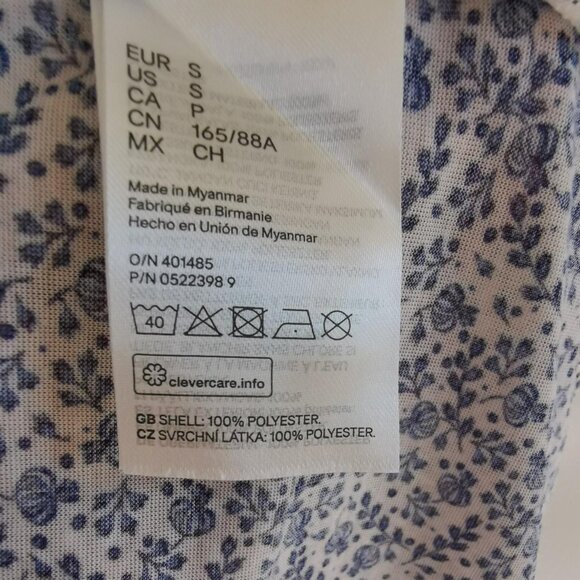 EUR S
US S
CA P
CN 165/88A
MX CH
Made in Myanmar
Fabriqué en Birmanie
Hecho en Unión de Myanmar
O/N 401485
P/N 0522398 9
40
clevercare.info
GB SHELL: 100% POLYESTER.
CZ SVRCHNÍ LÁTKA: 100% POLYESTER.